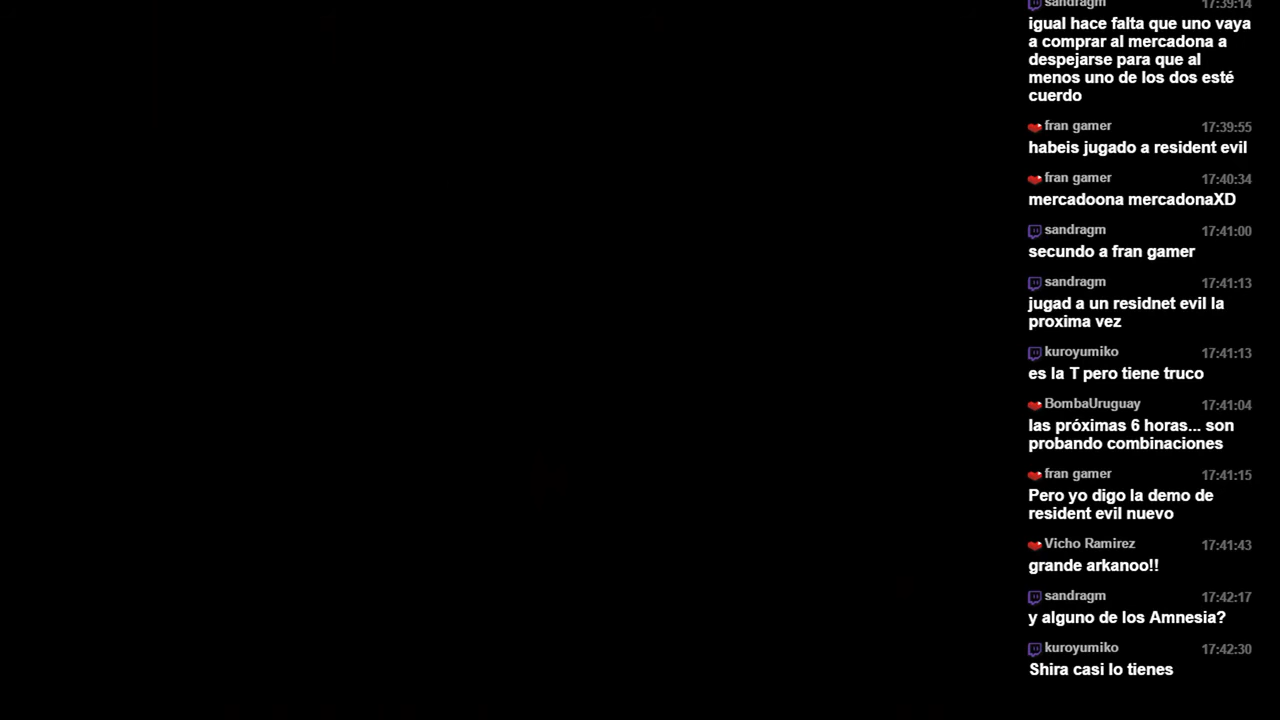 sandragm 17:39:14
igual hace falta que uno vaya
a comprar al mercadona a
despejarse para que al
menos uno de los dos esté
cuerdo
fran gamer 17:39:55
habeis jugado a resident evil
fran gamer 17:40:34
mercadoona mercadonaXD
sandragm 17:41:00
secundo a fran gamer
sandragm 17:41:13
jugad a un residnet evil la
proxima vez
kuroyumiko 17:41:13
es la T pero tiene truco
BombaUruguay 17:41:04
las próximas 6 horas... son
probando combinaciones
fran gamer 17:41:15
Pero yo digo la demo de
resident evil nuevo
Vicho Ramirez 17:41:43
grande arkanoo!!
sandragm 17:42:17
y alguno de los Amnesia?
kuroyumiko 17:42:30
Shira casi lo tienes